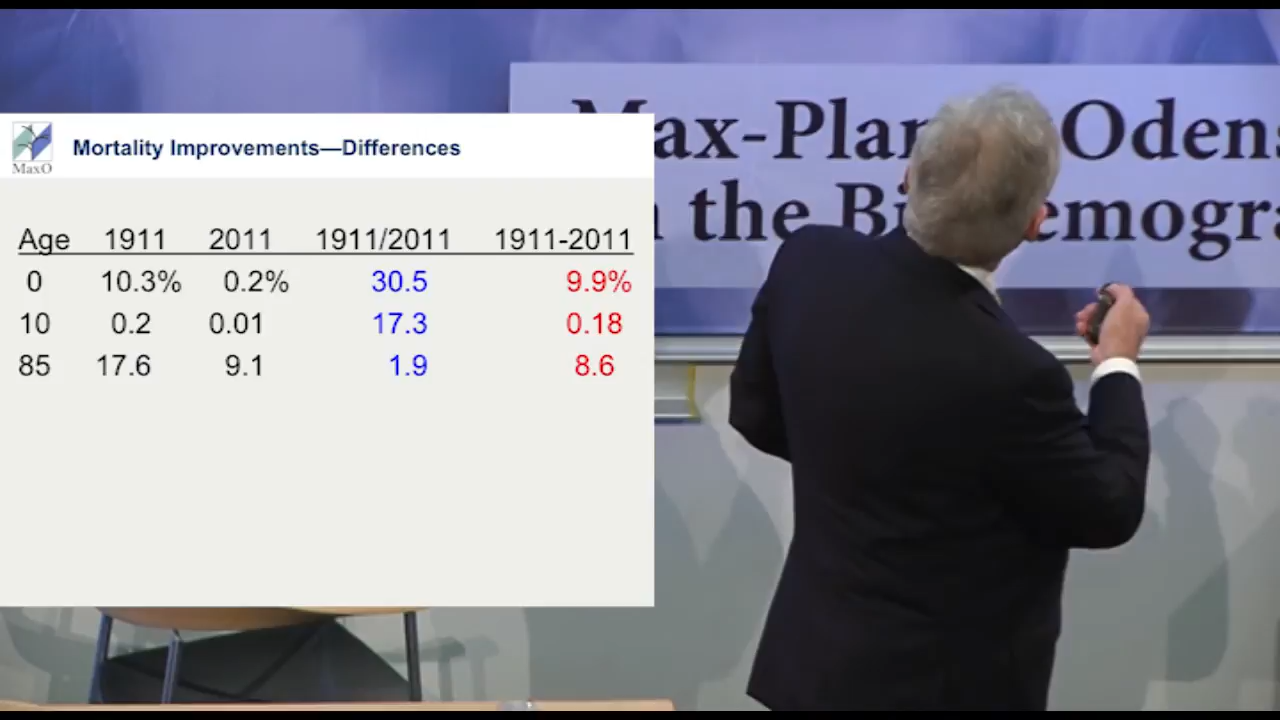 Max-Plan Odens
the Bi emogra
MaxO
Mortality Improvements—Differences
Age 1911 2011 1911/2011 1911-2011
0 10.3% 0.2% 30.5 9.9%
10 0.2 0.01 17.3 0.18
85 17.6 9.1 1.9 8.6